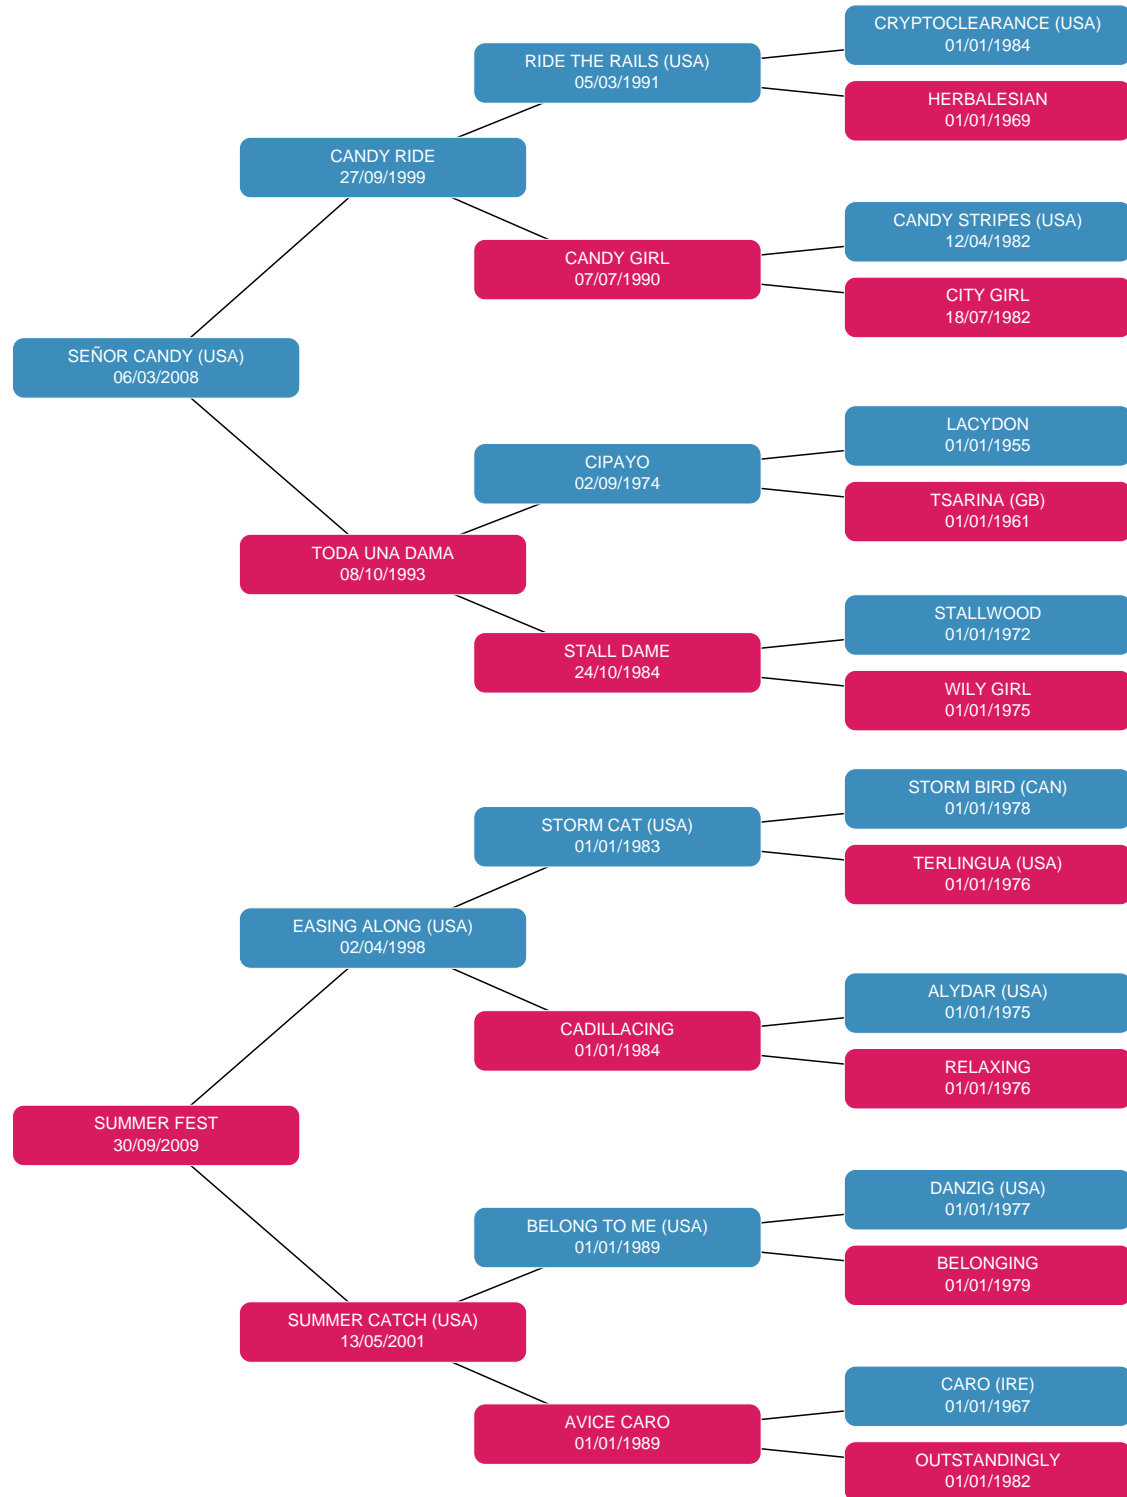 CRYPTOCLEARANCE (USA)
01/01/1984
RIDE THE RAILS (USA)
05/03/1991
HERBALESIAN
01/01/1969
CANDY RIDE
27/09/1999
CANDY STRIPES (USA)
12/04/1982
CANDY GIRL
07/07/1990
CITY GIRL
18/07/1982
SEÑOR CANDY (USA)
06/03/2008
LACYDON
01/01/1955
CIPAYO
02/09/1974
TSARINA (GB)
01/01/1961
TODA UNA DAMA
08/10/1993
STALLWOOD
01/01/1972
STALL DAME
24/10/1984
WILY GIRL
01/01/1975
STORM BIRD (CAN)
01/01/1978
STORM CAT (USA)
01/01/1983
TERLINGUA (USA)
01/01/1976
EASING ALONG (USA)
02/04/1998
ALYDAR (USA)
01/01/1975
CADILLACING
01/01/1984
RELAXING
01/01/1976
SUMMER FEST
30/09/2009
DANZIG (USA)
01/01/1977
BELONG TO ME (USA)
01/01/1989
BELONGING
01/01/1979
SUMMER CATCH (USA)
13/05/2001
CARO (IRE)
01/01/1967
AVICE CARO
01/01/1989
OUTSTANDINGLY
01/01/1982